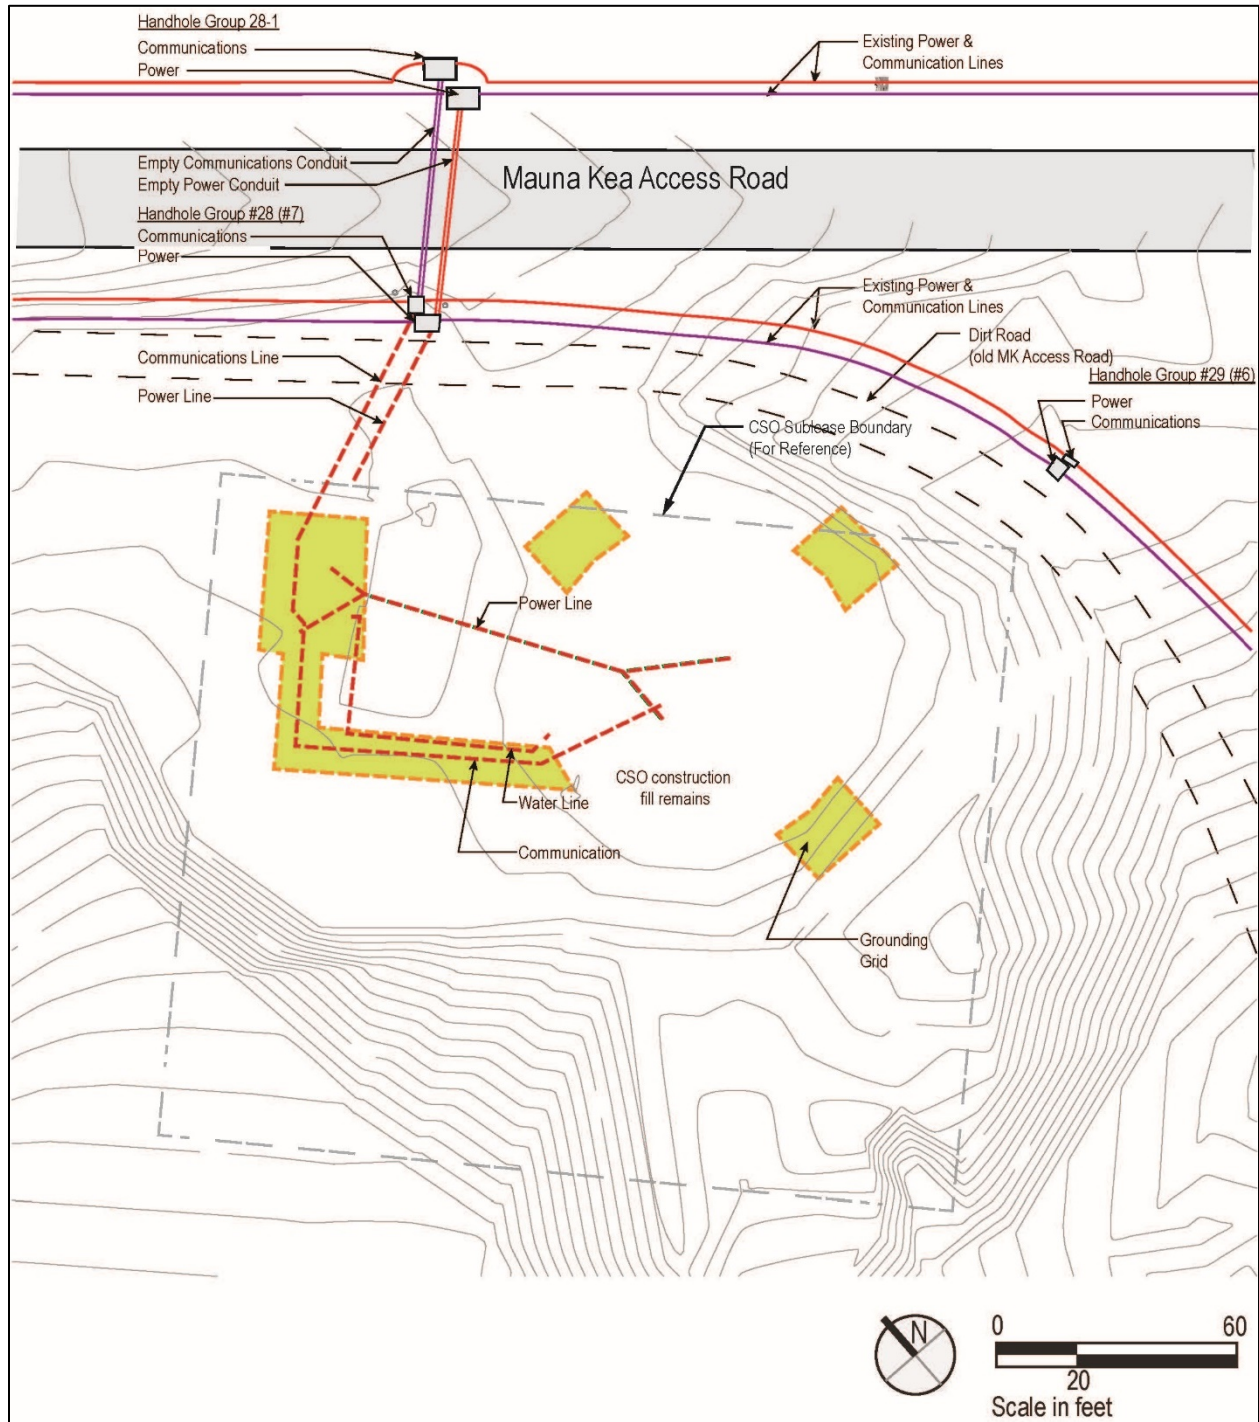 Handhole Group 28-1
Communications
Power
Existing Power &
Communication Lines
Empty Communications Conduit
Empty Power Conduit
Mauna Kea Access Road
Handhole Group #28 (#7)
Communications
Power
Existing Power &
Communication Lines
Dirt Road
(old MK Access Road)
Handhole Group #29 (#6)
Power
Communications
Communications Line
Power Line
CSO Sublease Boundary
(For Reference)
Power Line
CSO construction
fill remains
Water Line
Communication
Grounding
Grid
N
0 60
20
Scale in feet